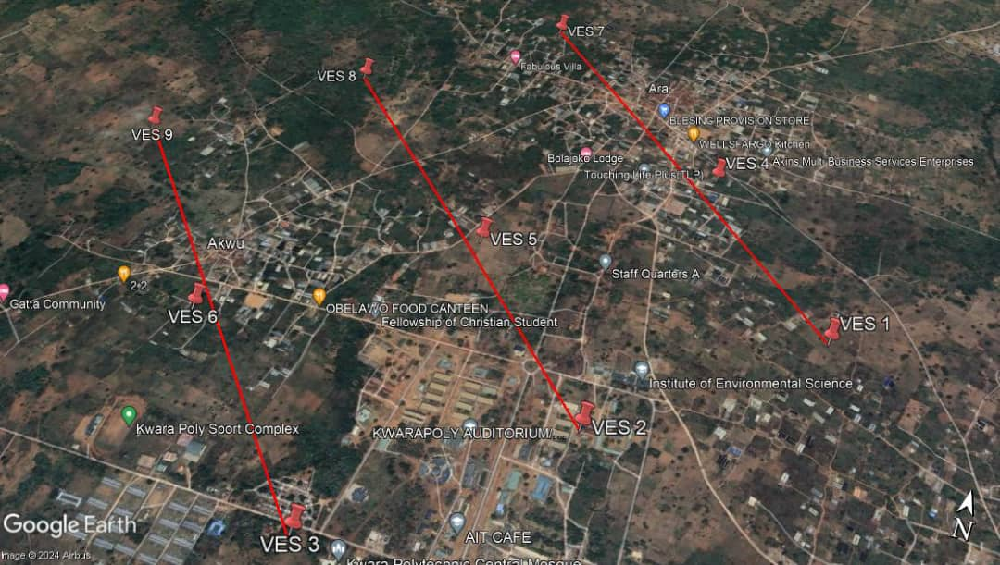 VES 7
Fabulous Villa
VES 8
Ara
BLESING PROVISION STORE
VES 9
WELLSFARGO Kitchen
Bolajoko Lodge
VES 4
Akins Multi Business Services Enterprises
Touching Life Plus(TLP)
VES 5
Akwu
Staff Quarters A
2-2
Gatta Community
OBELAWO FOOD CANTEEN
VES 6
Fellowship of Christian Student
VES 1
Institute of Environmental Science
Kwara Poly Sport Complex
KWARAPOLY AUDITORIUM/...
VES 2
Google Earth
N
VES 3
AIT CAFE
Image © 2024 Airbus
Kwara Polytechnic Central Mosque